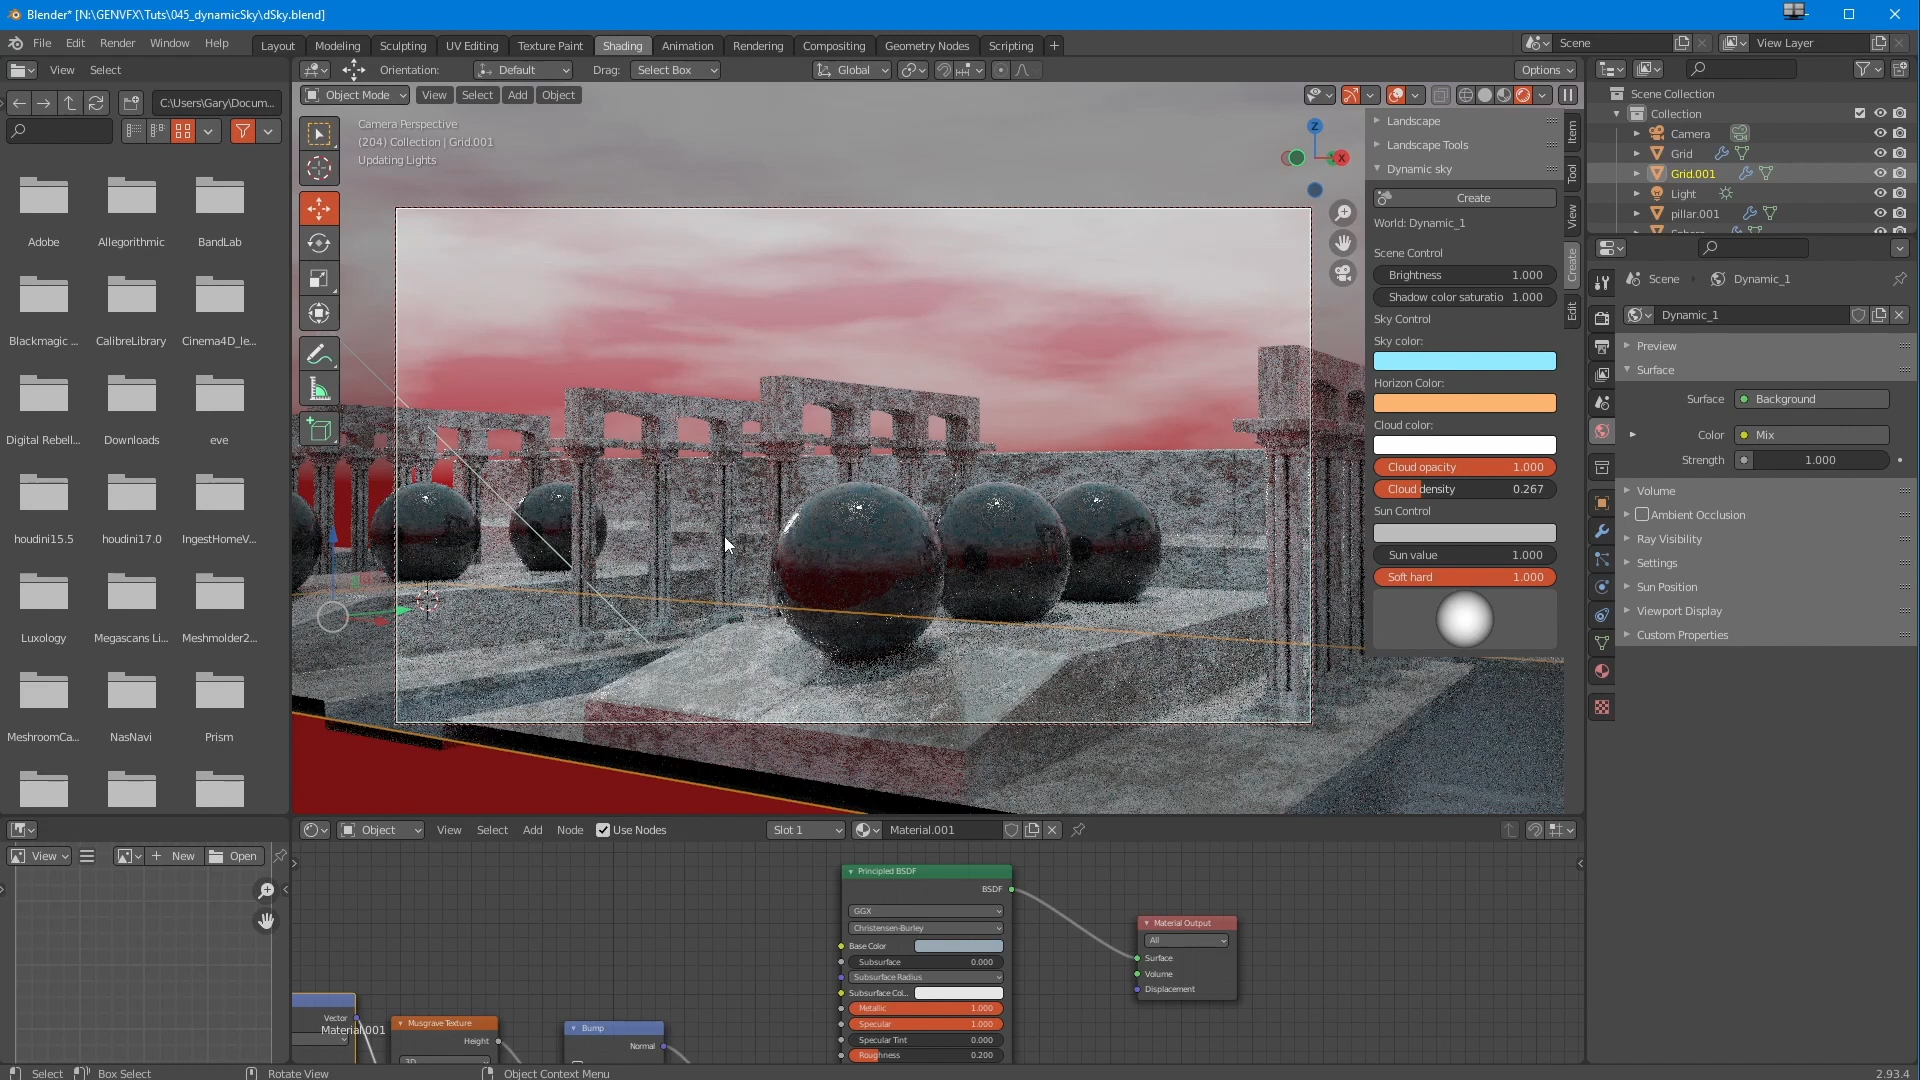 Blender* [N:\GENVFX\Tuts\045_dynamicSky\dSky.blend]
File Edit Render Window Help
Layout Modeling Sculpting UV Editing Texture Paint Shading Animation Rendering Compositing Geometry Nodes Scripting +
Scene
View Layer
View Select
Orientation: Default Drag: Select Box
Global
Options
C:\Users\Gary\Docum...
Object Mode View Select Add Object
Camera Perspective
(204) Collection | Grid.001
Updating Lights
Z
X
Adobe Allegorithmic BandLab
Blackmagic ... CalibreLibrary Cinema4D_le...
Digital Rebell... Downloads eve
houdini15.5 houdini17.0 IngestHomeV...
Luxology Megascans Li... Meshmolder2...
MeshroomCa... NasNavi Prism
Landscape
Landscape Tools
Dynamic sky
Create
World: Dynamic_1
Scene Control
Brightness 1.000
Shadow color saturatio 1.000
Sky Control
Sky color:
Horizon Color:
Cloud color:
Cloud opacity 1.000
Cloud density 0.267
Sun Control
Sun value 1.000
Soft hard 1.000
Item
Tool
View
Create
Edit
Scene Collection
Collection
Camera
Grid
Grid.001
Light
pillar.001
Scene Dynamic_1
Dynamic_1
Preview
Surface
Surface Background
Color Mix
Strength 1.000
Volume
Ambient Occlusion
Ray Visibility
Settings
Sun Position
Viewport Display
Custom Properties
View New Open
Object View Select Add Node Use Nodes Slot 1 Material.001
Principled BSDF
BSDF
GGX
Christensen-Burley
Base Color
Subsurface 0.000
Subsurface Radius
Subsurface Col...
Metallic 1.000
Specular 1.000
Specular Tint 0.000
Roughness 0.200
Material Output
All
Surface
Volume
Displacement
Vector
Material.001
Musgrave Texture
Height
3D
Bump
Normal
Select Box Select Rotate View Object Context Menu
2.93.4